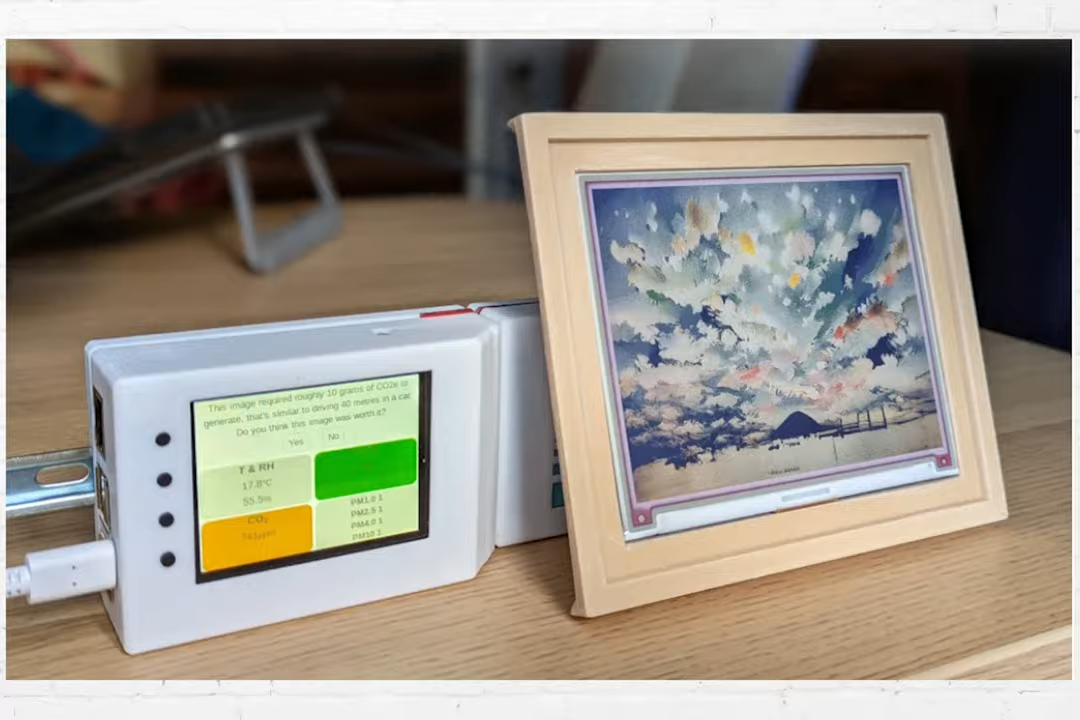 This image required roughly 10 grams of CO2e to
generate, that's similar to driving 40 metres in a car.
Do you think this image was worth it?
Yes No
T & RH
17.8°C
55.5%
CO₂
PM1.0 1
PM2.5 1
PM4.0 1
PM10 1